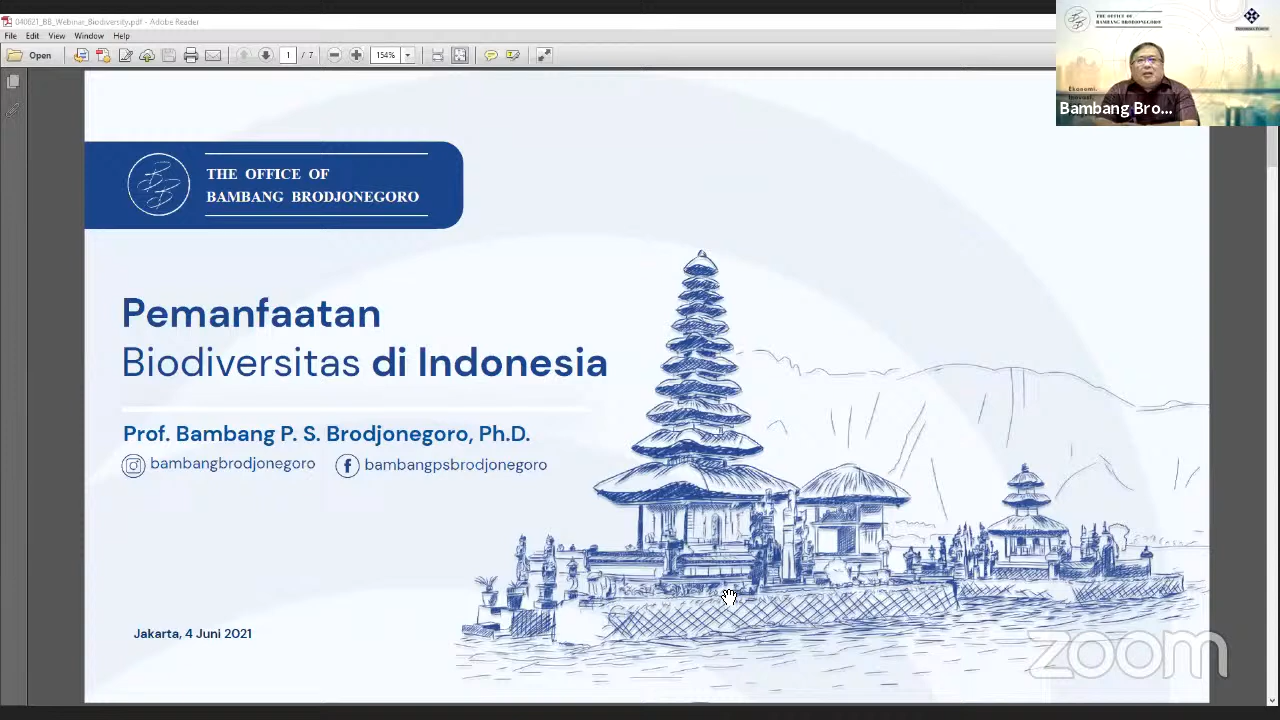 040621_BB_Webinar_Biodiversity.pdf - Adobe Reader
File Edit View Window Help
Open
1 / 7
154%
THE OFFICE OF
BAMBANG BRODJONEGORO
Ekonomi.
Bambang Bro...
THE OFFICE OF
BAMBANG BRODJONEGORO
Pemanfaatan
Biodiversitas di Indonesia
Prof. Bambang P. S. Brodjonegoro, Ph.D.
bambangbrodjonegoro
bambangpsbrodjonegoro
Jakarta, 4 Juni 2021
zoom